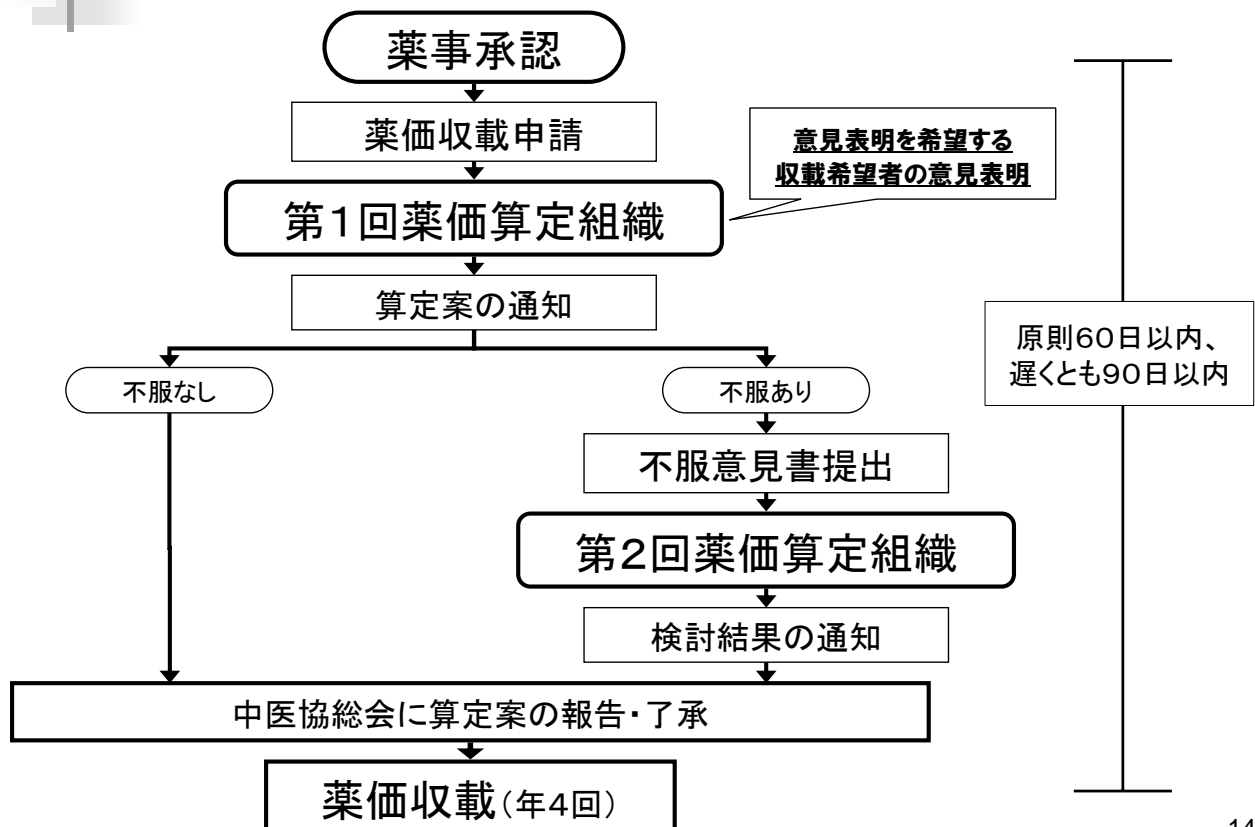 薬事承認
薬価収載申請
意見表明を希望する
収載希望者の意見表明
第1回薬価算定組織
算定案の通知
原則60日以内、
遅くとも90日以内
不服なし
不服あり
不服意見書提出
第2回薬価算定組織
検討結果の通知
中医協総会に算定案の報告・了承
薬価収載(年4回)
14